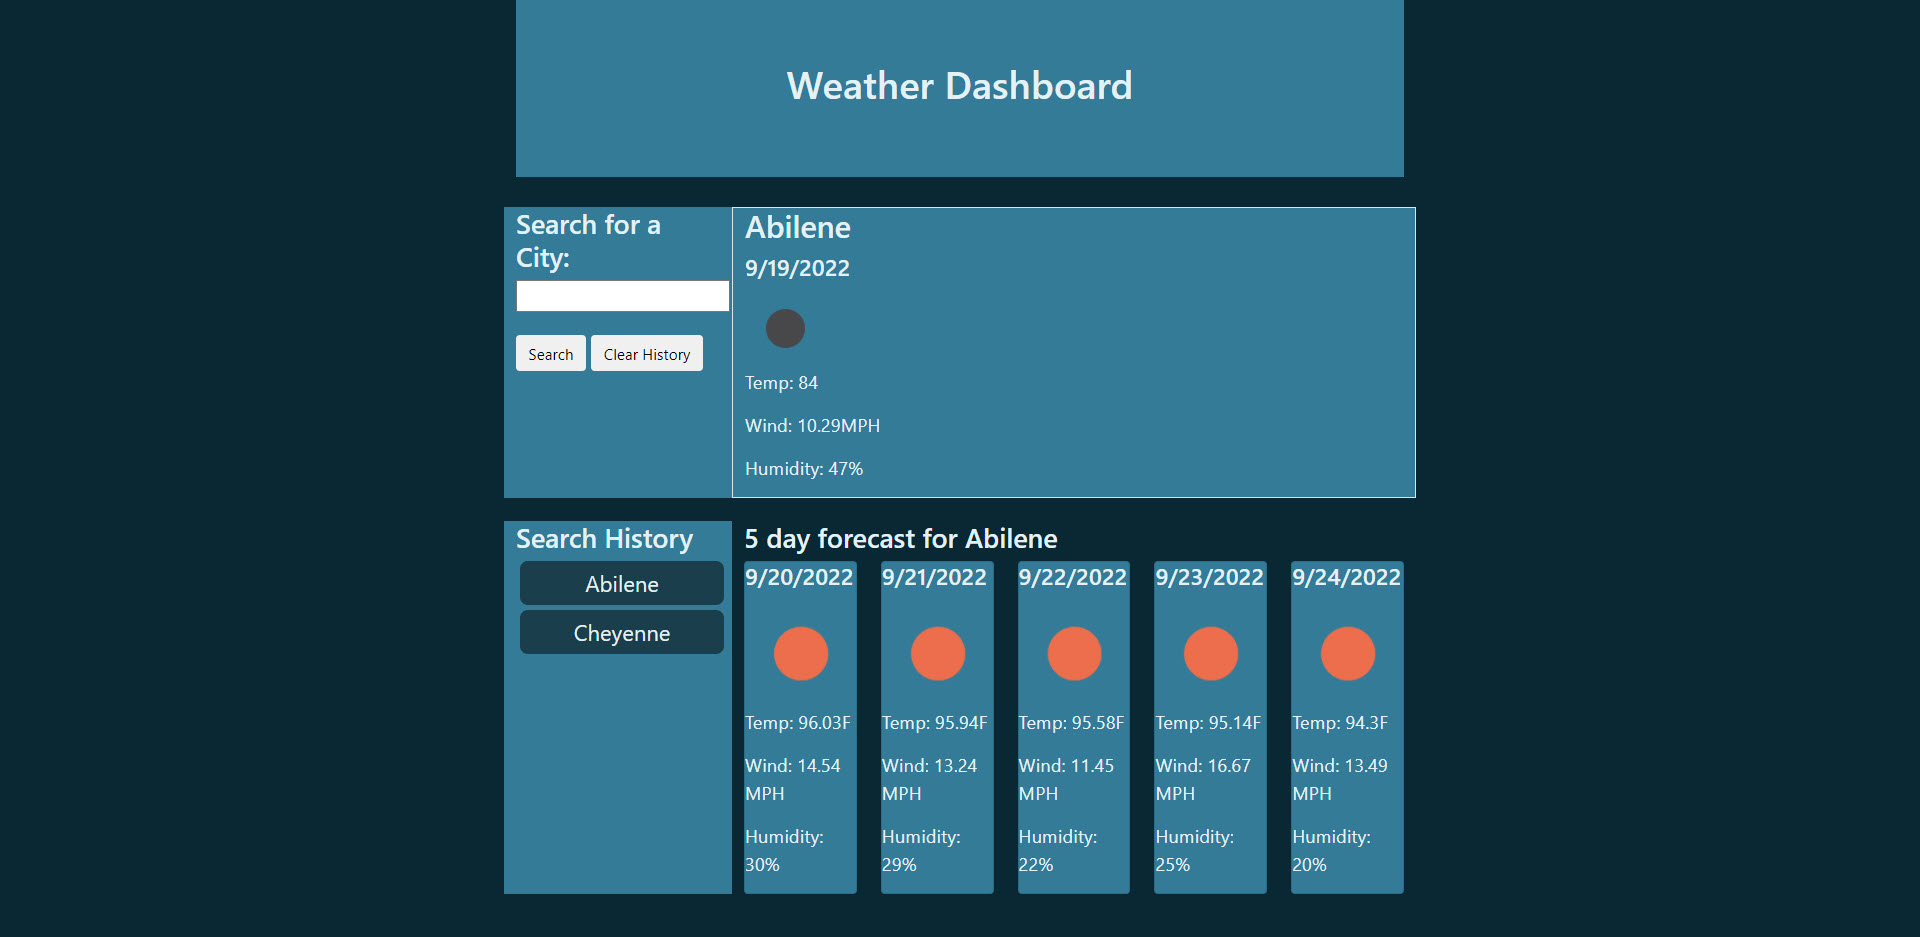 Weather Dashboard
Search for a
City:
Search
Clear History
Abilene
9/19/2022
Temp: 84
Wind: 10.29MPH
Humidity: 47%
Search History
Abilene
Cheyenne
5 day forecast for Abilene
9/20/2022
Temp: 96.03F
Wind: 14.54
MPH
Humidity:
30%
9/21/2022
Temp: 95.94F
Wind: 13.24
MPH
Humidity:
29%
9/22/2022
Temp: 95.58F
Wind: 11.45
MPH
Humidity:
22%
9/23/2022
Temp: 95.14F
Wind: 16.67
MPH
Humidity:
25%
9/24/2022
Temp: 94.3F
Wind: 13.49
MPH
Humidity:
20%